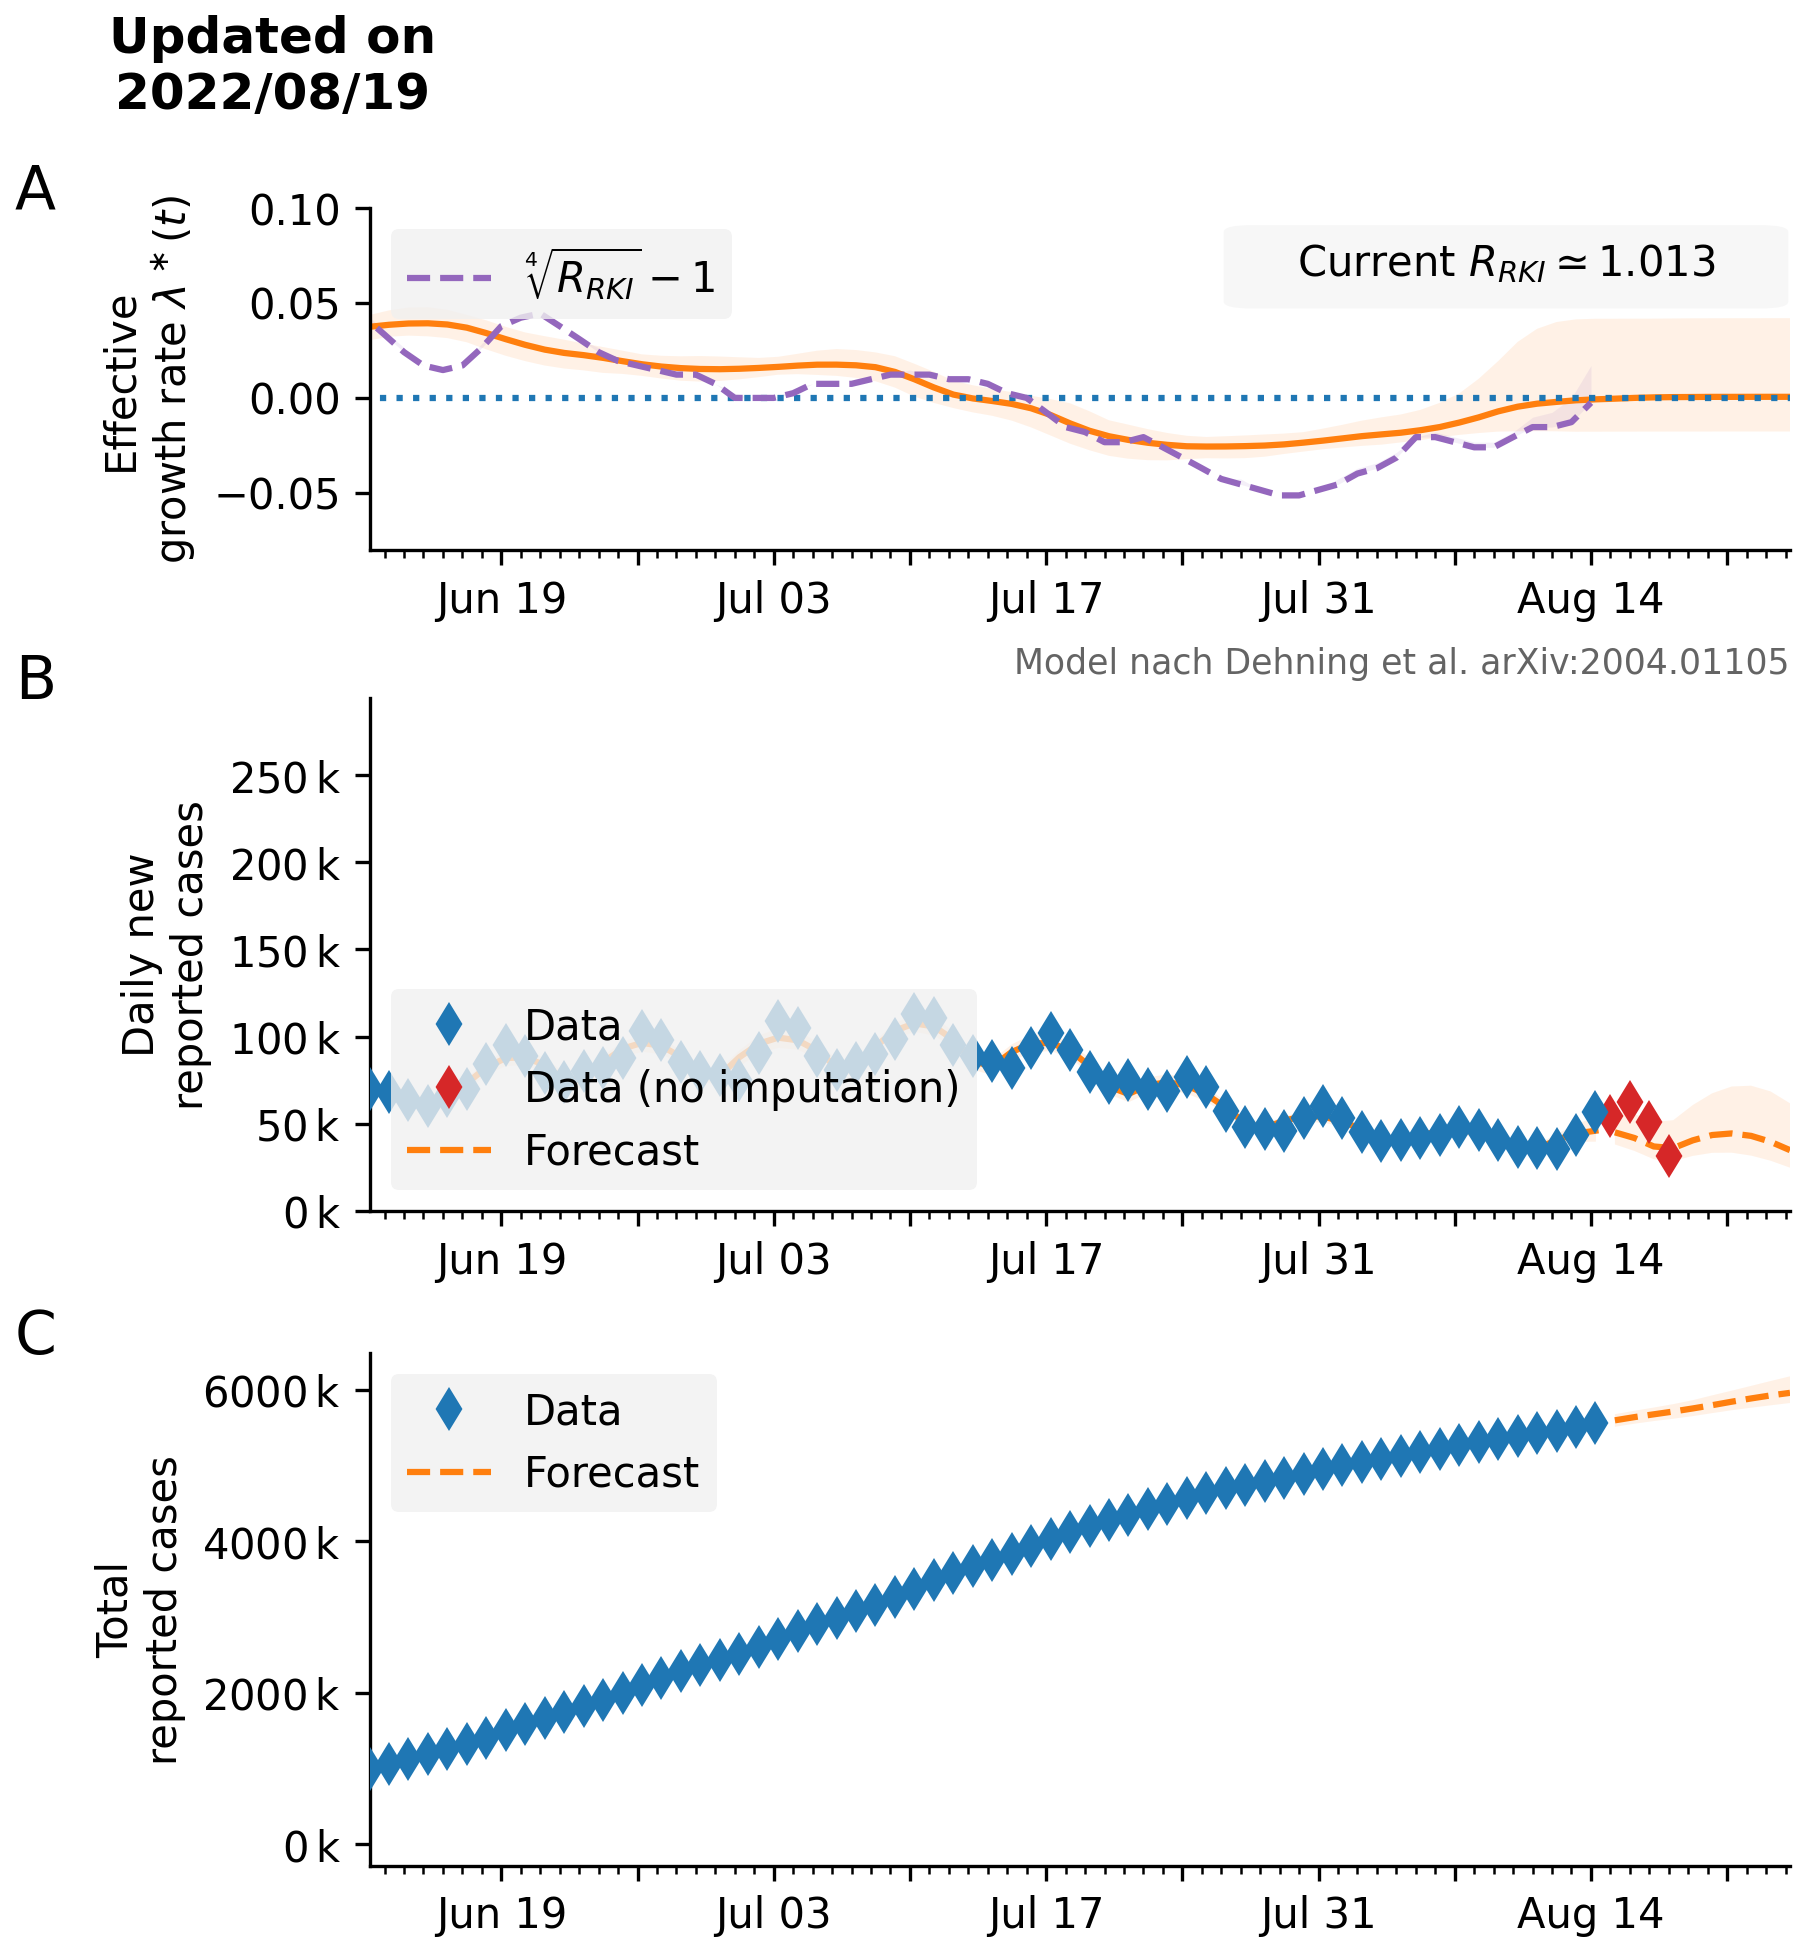 Updated on
2022/08/19
A
Effective
growth rate λ * (t)
0.10
0.05
0.00
−0.05
∜R_RKI − 1
Current R_RKI ≃ 1.013
Jun 19 Jul 03 Jul 17 Jul 31 Aug 14
Model nach Dehning et al. arXiv:2004.01105
B
Daily new
reported cases
250 k
200 k
150 k
100 k
50 k
0 k
Data
Data (no imputation)
Forecast
Jun 19 Jul 03 Jul 17 Jul 31 Aug 14
C
Total
reported cases
6000 k
4000 k
2000 k
0 k
Data
Forecast
Jun 19 Jul 03 Jul 17 Jul 31 Aug 14